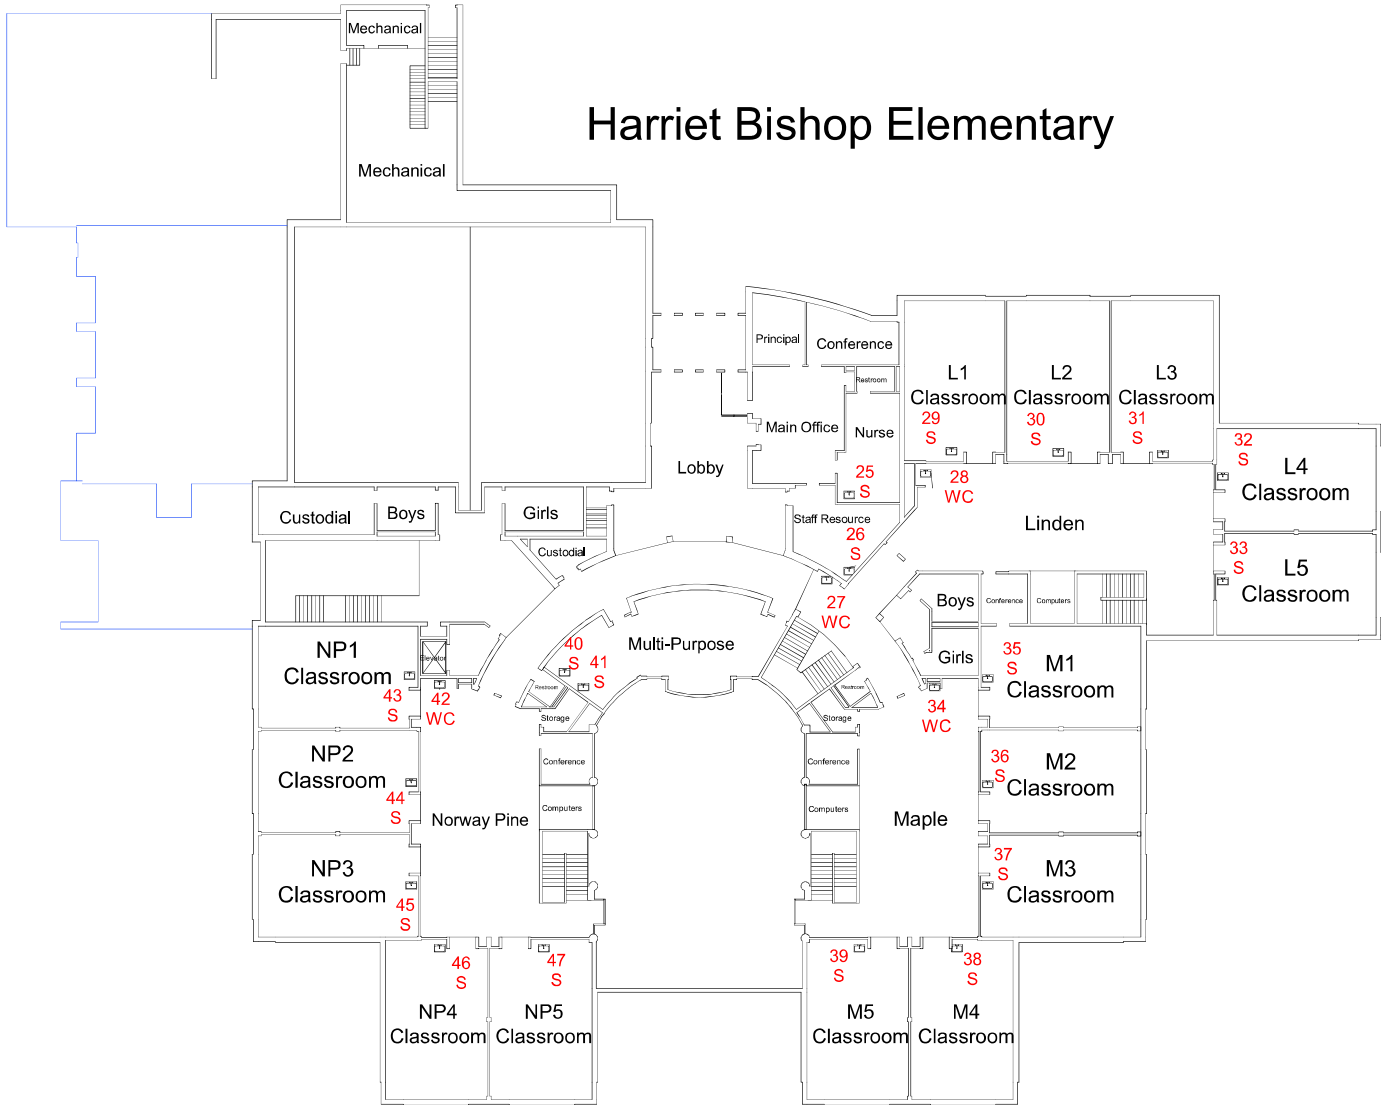 Mechanical
Harriet Bishop Elementary
Mechanical
Principal
Conference
Restroom
L1
Classroom
29
S
L2
Classroom
30
S
L3
Classroom
31
S
Main Office
Nurse
25
S
32
S
L4
Classroom
Lobby
28
WC
Custodial
Boys
Girls
Staff Resource
26
S
Linden
Custodial
33
S
L5
Classroom
27
WC
Boys
Conference
Computers
NP1
Classroom
43
S
Elevator
42
WC
40
S
41
S
Multi-Purpose
Girls
35
S
M1
Classroom
Restroom
Storage
Restroom
Storage
34
WC
NP2
Classroom
44
S
Conference
Conference
36
S
M2
Classroom
Norway Pine
Computers
Computers
Maple
NP3
Classroom
45
S
37
S
M3
Classroom
46
S
47
S
39
S
38
S
NP4
Classroom
NP5
Classroom
M5
Classroom
M4
Classroom